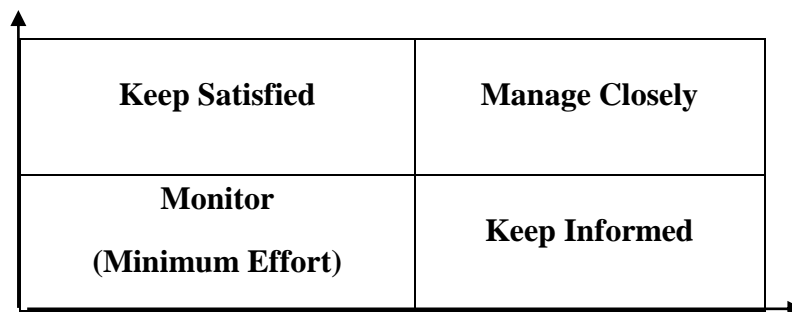 Keep Satisfied
Manage Closely
Monitor
(Minimum Effort)
Keep Informed